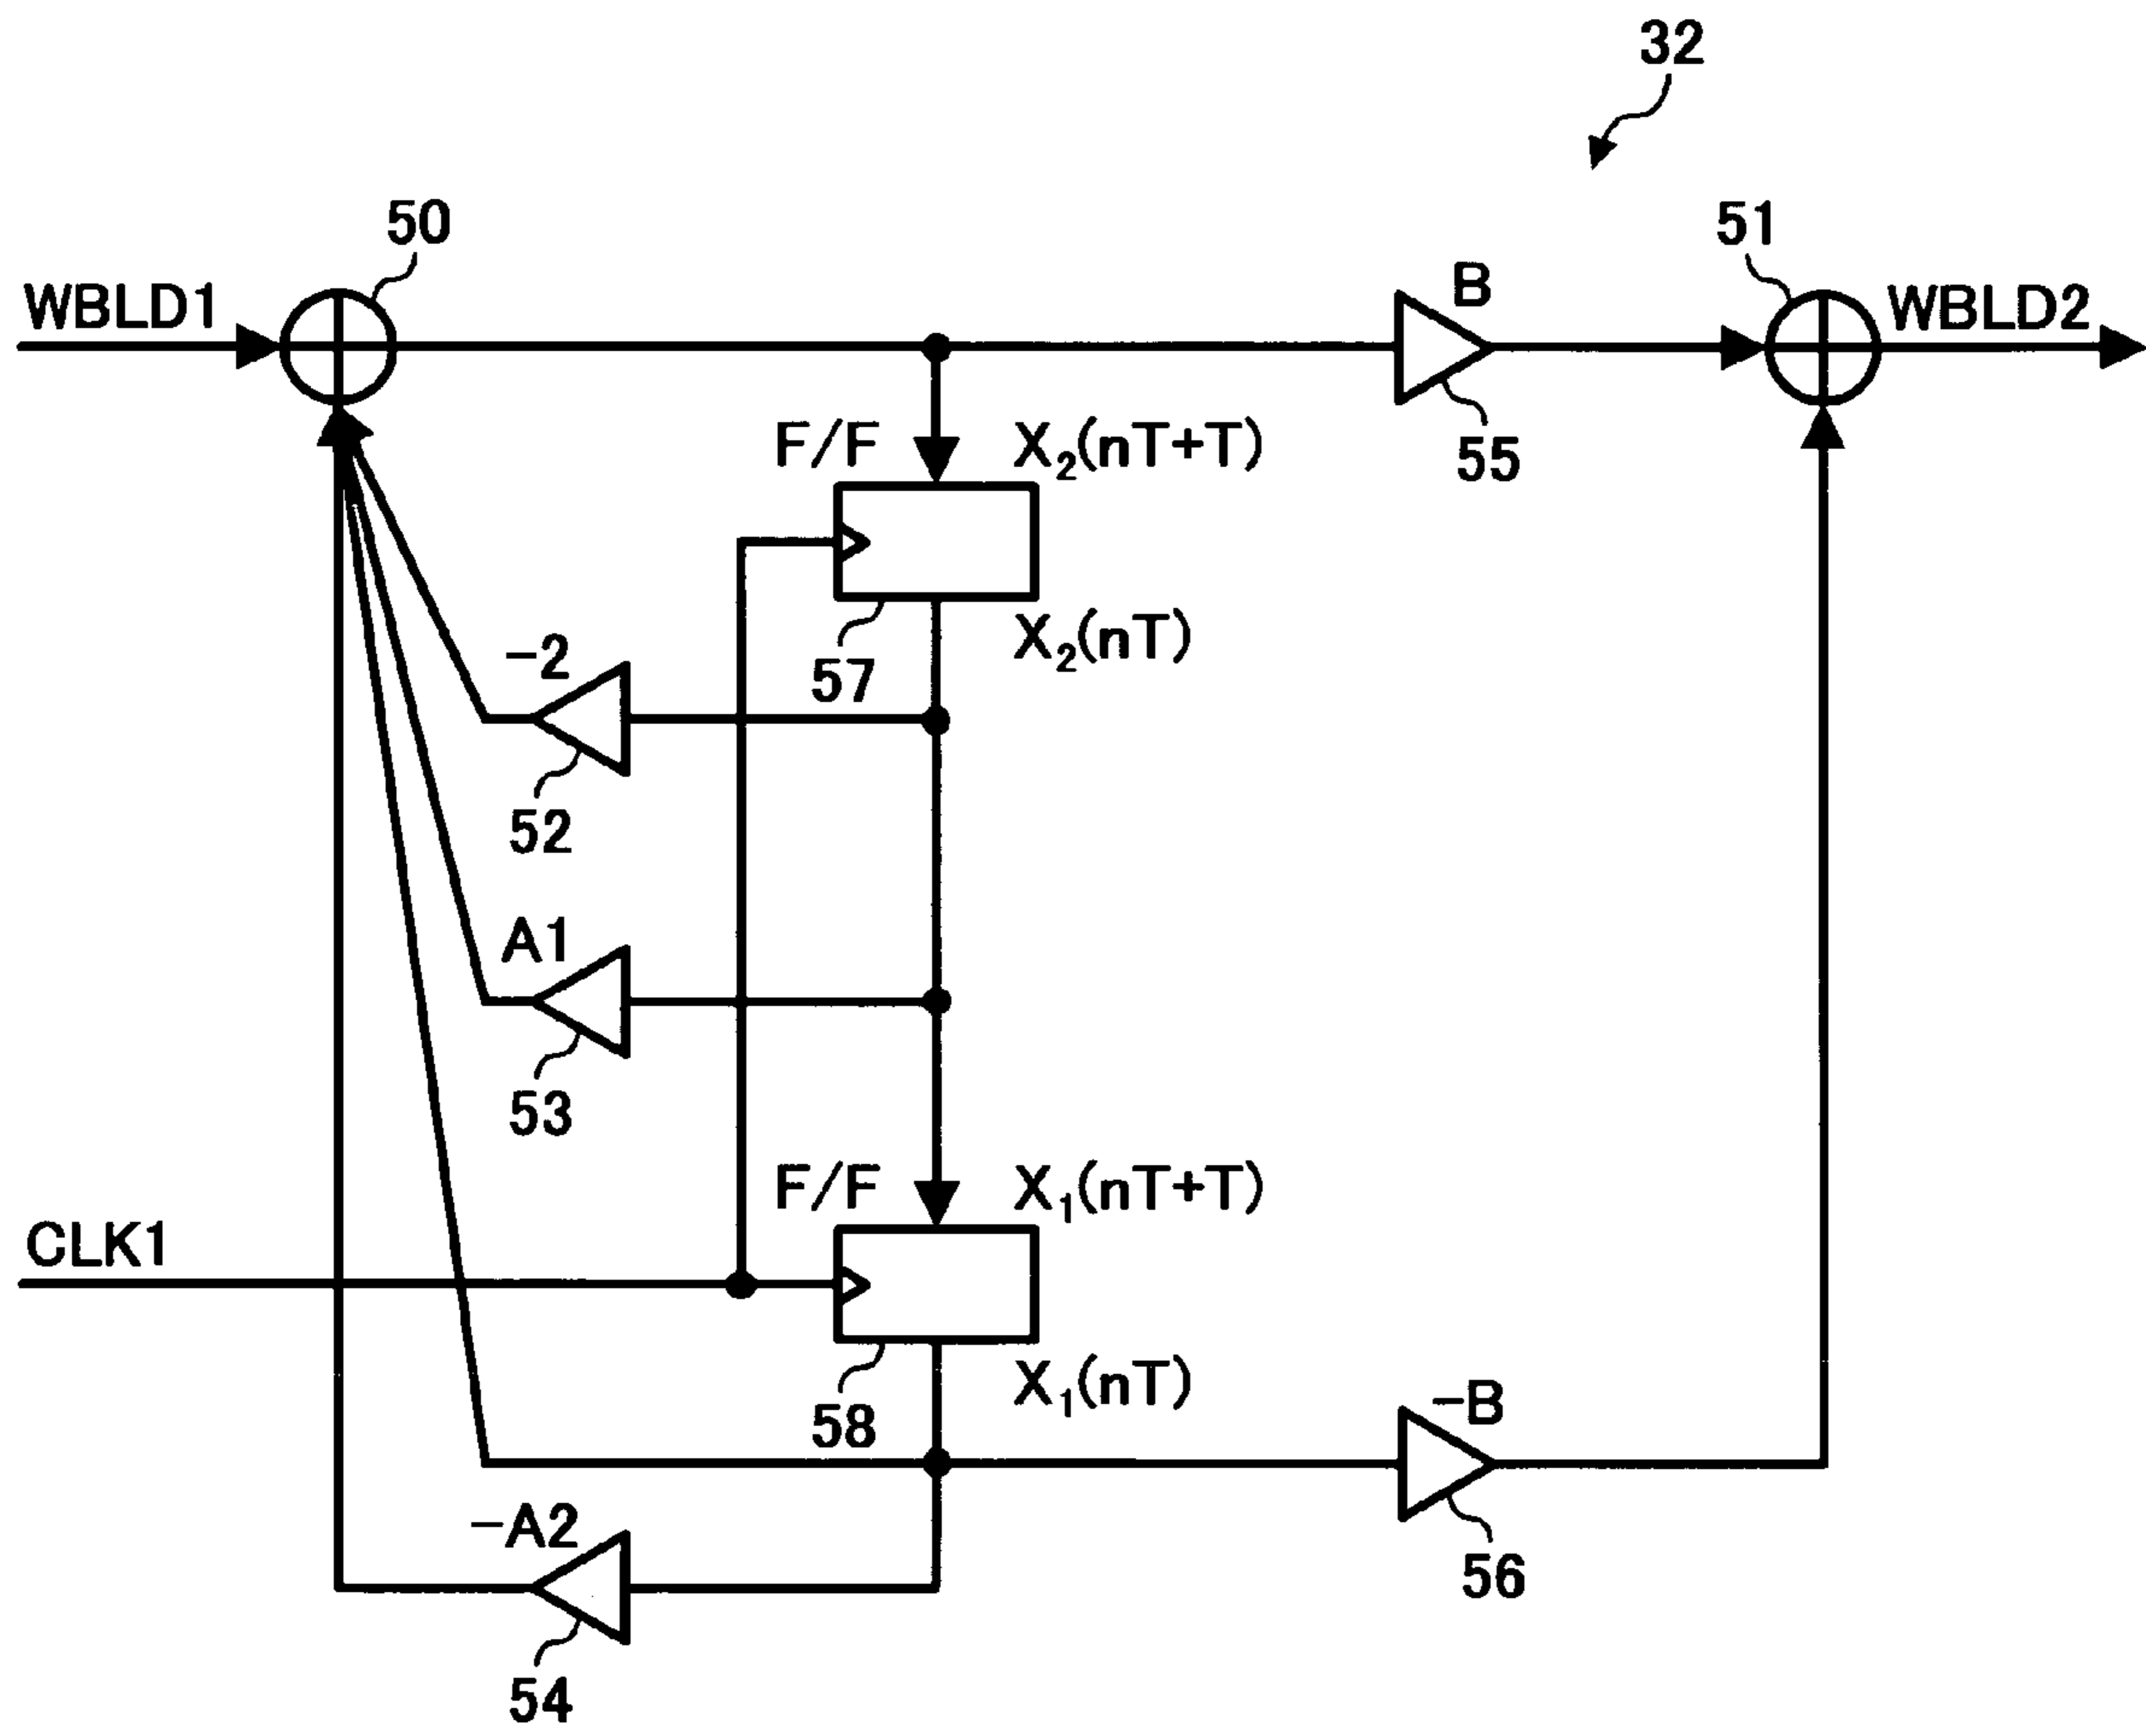 32
50
51
WBLD1
B
WBLD2
F/F
X₂(nT+T)
55
X₂(nT)
-2
57
52
A1
53
F/F
X₁(nT+T)
CLK1
X₁(nT)
-B
58
-A2
56
54